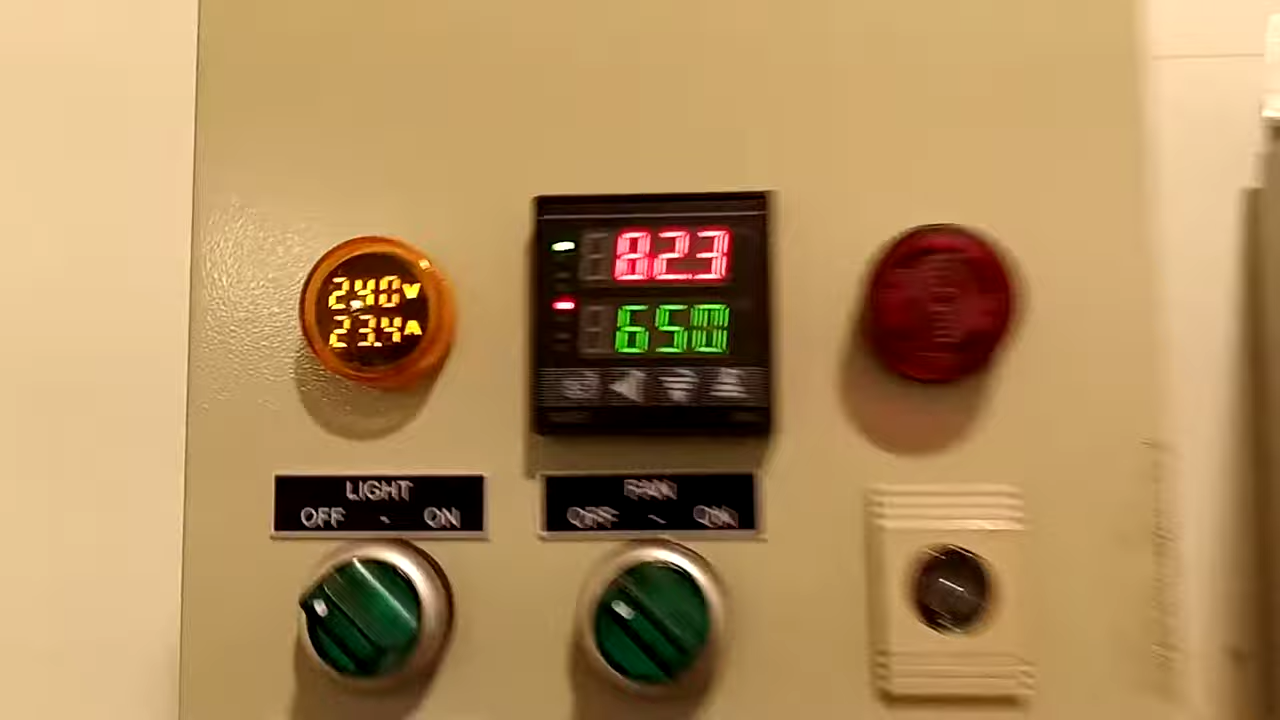 240V
23.4A
823
650
LIGHT
OFF - ON
FAN
OFF ~ ON